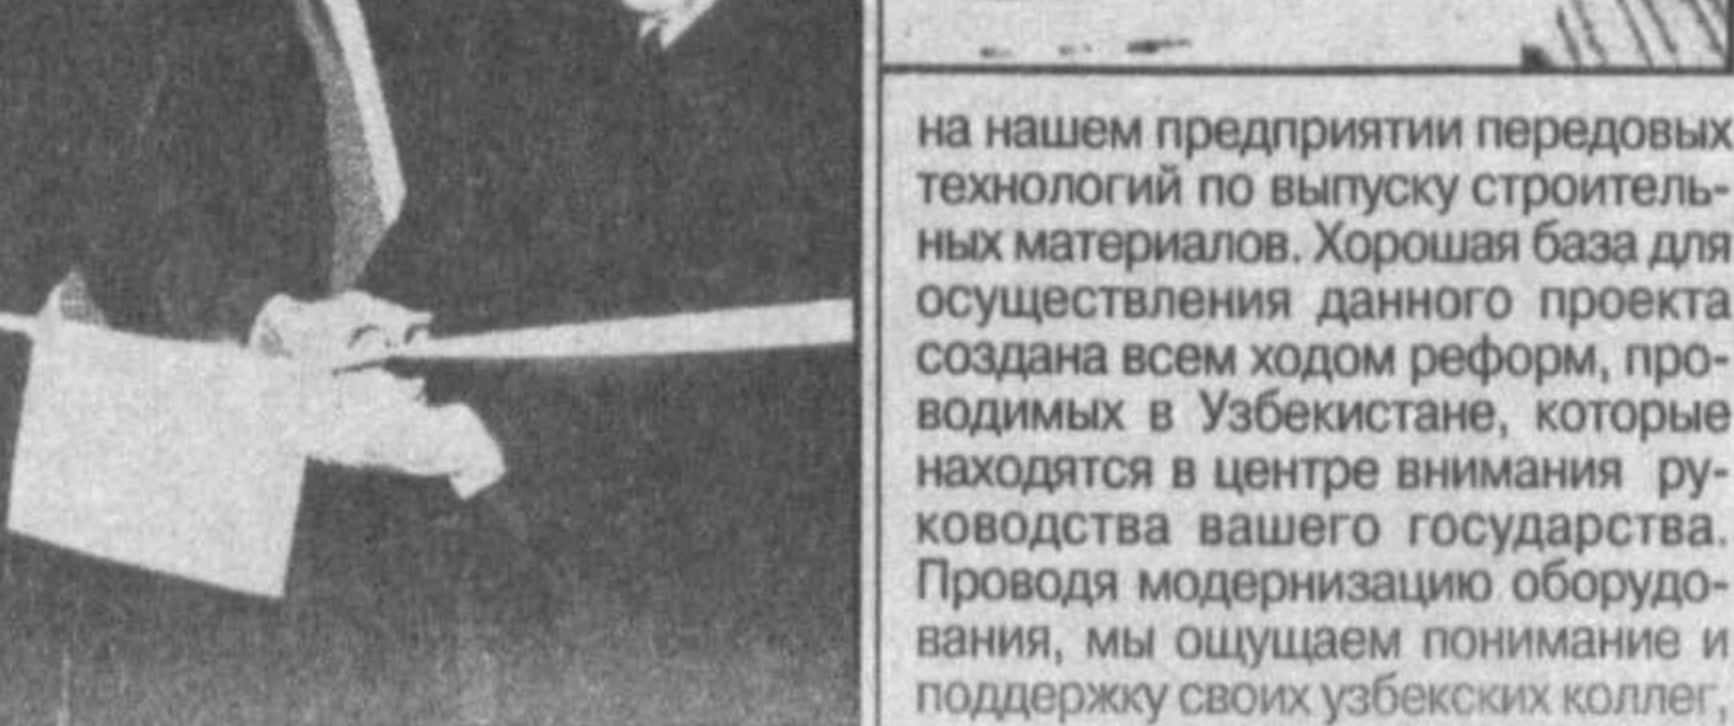 на нашем предприятии передовых
технологий по выпуску строитель-
ных материалов. Хорошая база для
осуществления данного проекта
создана всем ходом реформ, про-
водимых в Узбекистане, которые
находятся в центре внимания ру-
ководства вашего государства.
Проводя модернизацию оборудо-
вания, мы ощущаем понимание и
поддержку своих узбекских коллег,